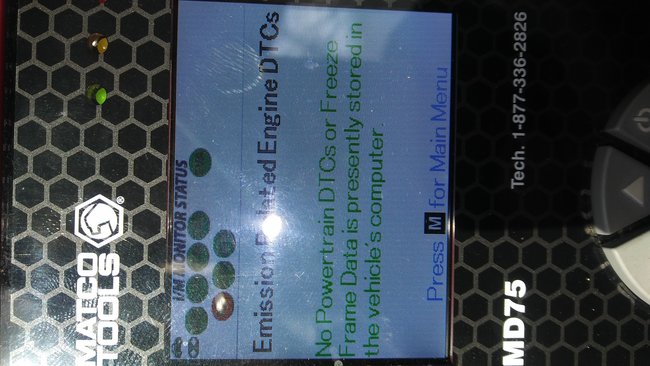 MATCO
TOOLS®
I/M MONITOR STATUS
Emission Related Engine DTCs
No Powertrain DTCs or Freeze
Frame Data is presently stored in
the vehicle's computer.
Press M for Main Menu
MD75
Tech. 1-877-336-2826